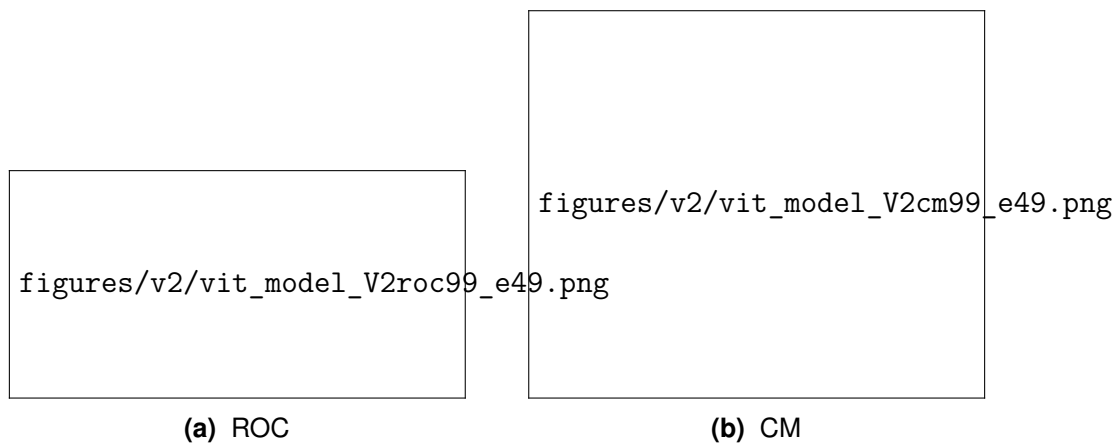 figures/v2/vit_model_V2roc99_e49.png
(a) ROC
figures/v2/vit_model_V2cm99_e49.png
(b) CM